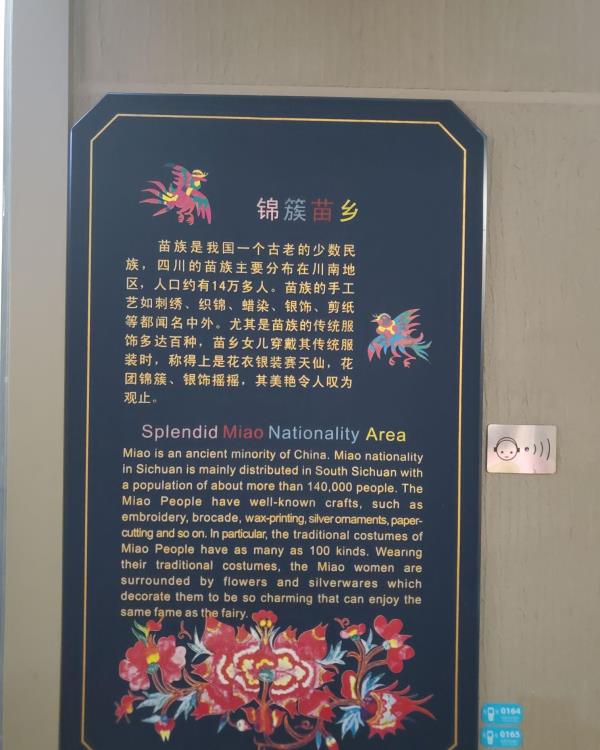 锦簇苗乡
苗族是我国一个古老的少数民
族，四川的苗族主要分布在川南地
区，人口约有14万多人。苗族的手工
艺如刺绣、织锦、蜡染、银饰、剪纸
等都闻名中外。尤其是苗族的传统服
饰多达百种，苗乡女儿穿戴其传统服
装时，称得上是花衣银装赛天仙，花
团锦簇、银饰摇摇，其美艳令人叹为
观止。
Splendid Miao Nationality Area
Miao is an ancient minority of China. Miao nationality
in Sichuan is mainly distributed in South Sichuan with
a population of about more than 140,000 people. The
Miao People have well-known crafts, such as
embroidery, brocade, wax-printing, silver ornaments, paper-
cutting and so on. In particular, the traditional costumes of
Miao People have as many as 100 kinds. Wearing
their traditional costumes, the Miao women are
surrounded by flowers and silverwares which
decorate them to be so charming that can enjoy the
same fame as the fairy.
0164
0165